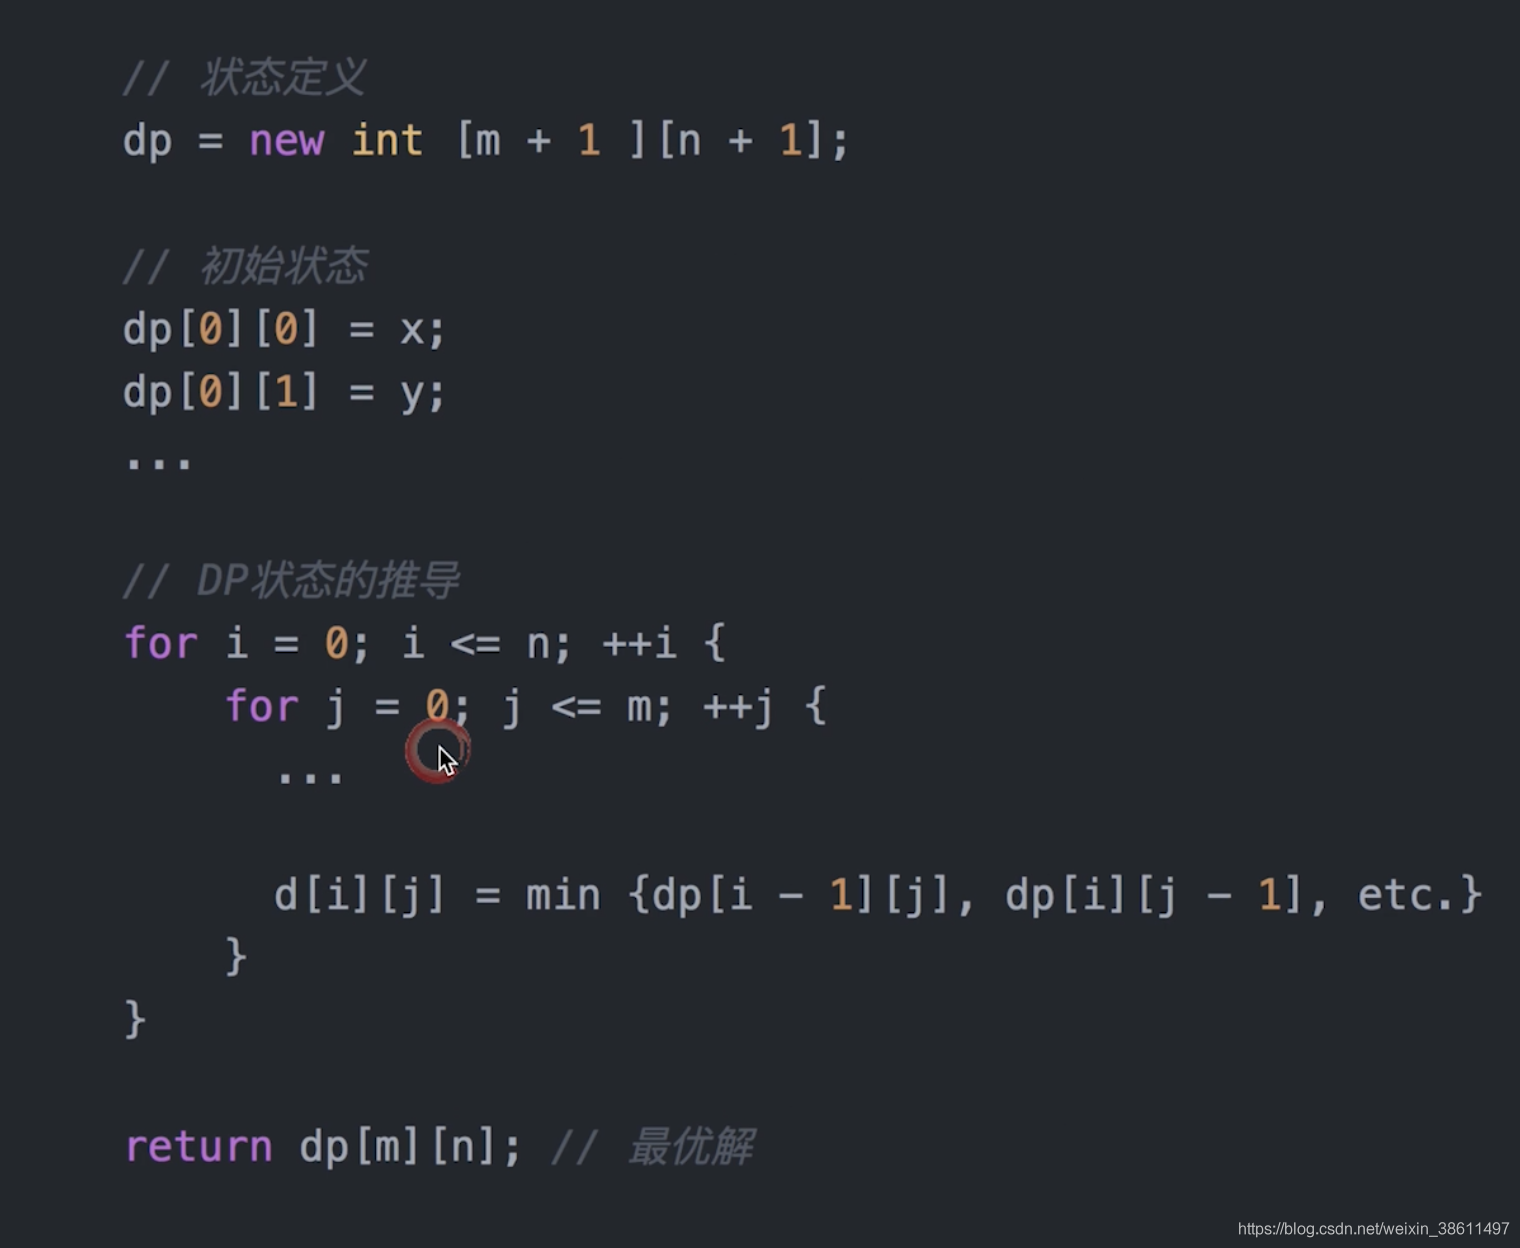 // 状态定义
dp = new int [m + 1 ][n + 1];
// 初始状态
dp[0][0] = x;
dp[0][1] = y;
...
// DP状态的推导
for i = 0; i <= n; ++i {
for j = 0; j <= m; ++j {
...
d[i][j] = min {dp[i - 1][j], dp[i][j - 1], etc.}
}
}
return dp[m][n]; // 最优解
https://blog.csdn.net/weixin_38611497